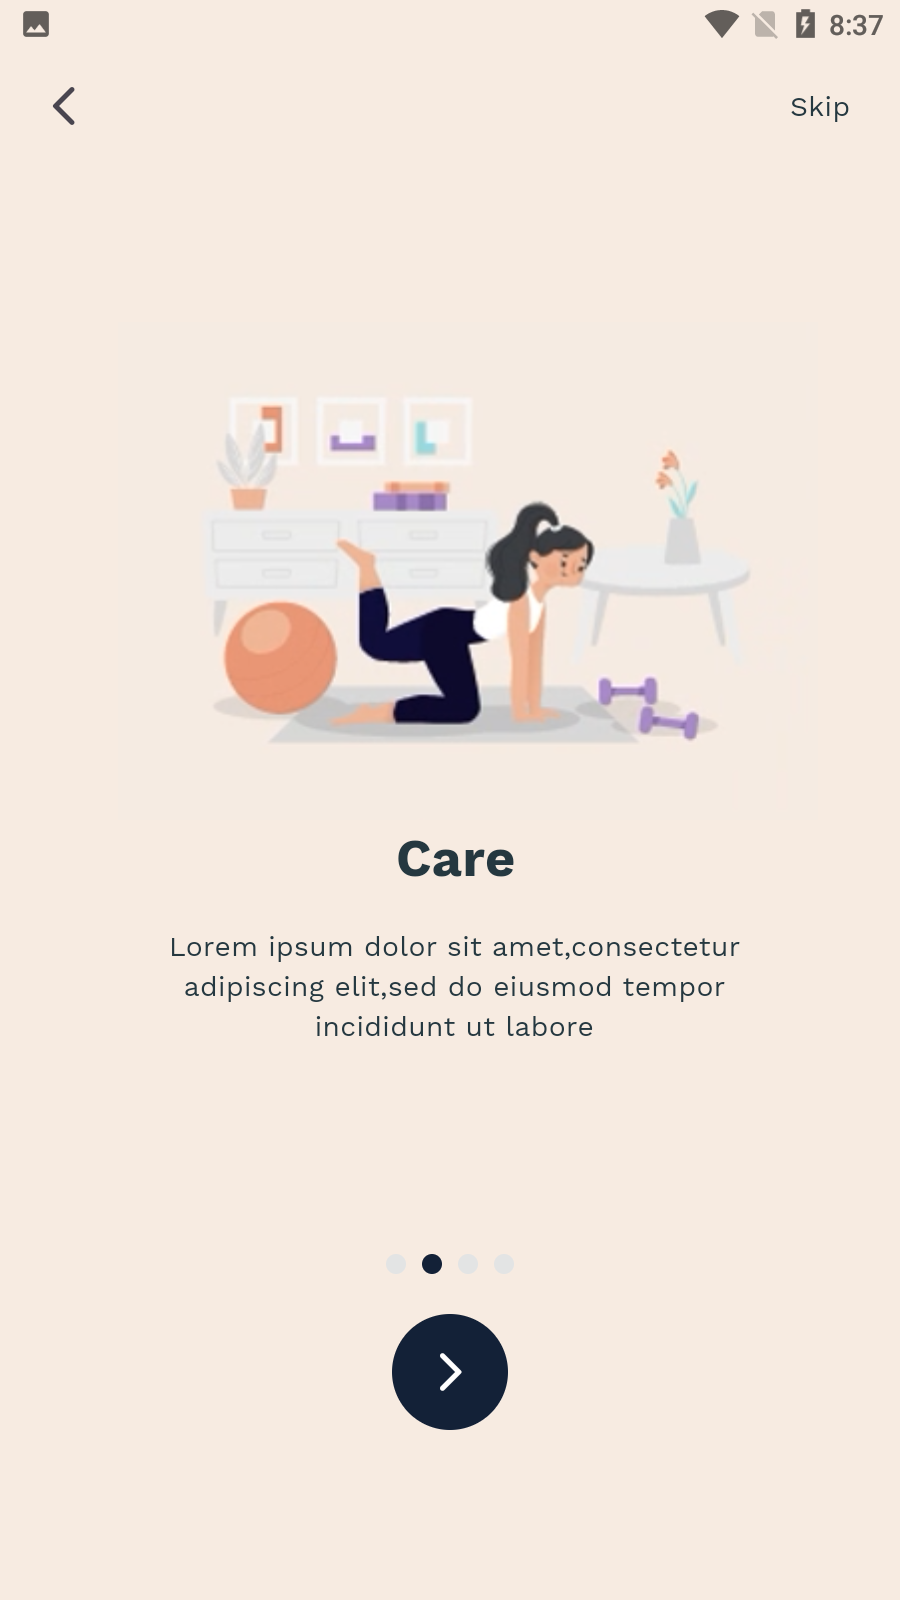 8:37
Skip
Care
Lorem ipsum dolor sit amet,consectetur
adipiscing elit,sed do eiusmod tempor
incididunt ut labore